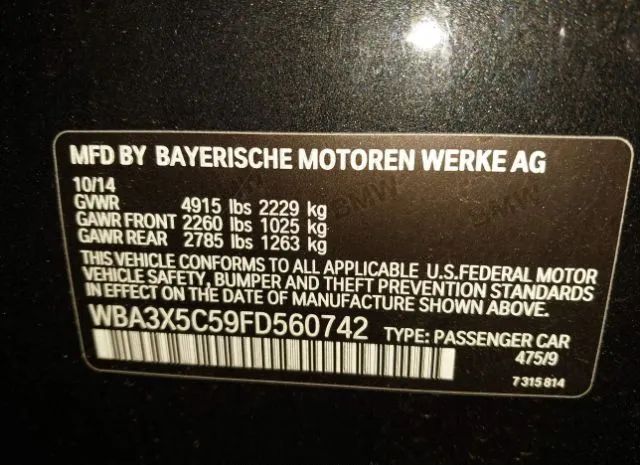 MFD BY BAYERISCHE MOTOREN WERKE AG
10/14
GVWR 4915 lbs 2229 kg
GAWR FRONT 2260 lbs 1025 kg
GAWR REAR 2785 lbs 1263 kg
THIS VEHICLE CONFORMS TO ALL APPLICABLE U.S.FEDERAL MOTOR
VEHICLE SAFETY, BUMPER AND THEFT PREVENTION STANDARDS
IN EFFECT ON THE DATE OF MANUFACTURE SHOWN ABOVE.
WBA3X5C59FD560742 TYPE: PASSENGER CAR
475/9
7 315 814
BMW
BMW